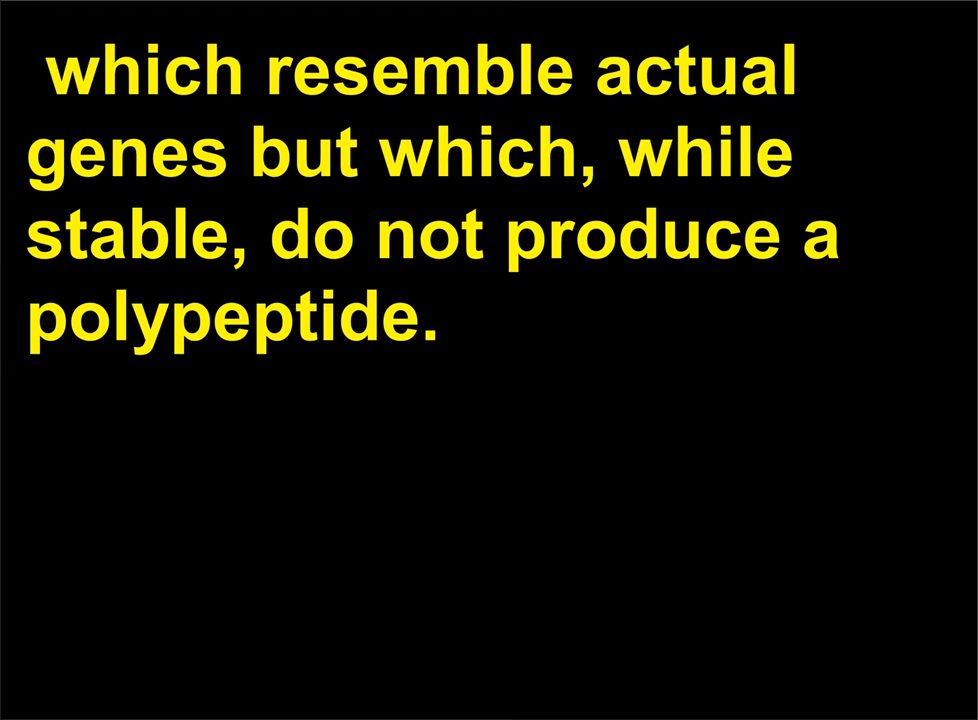 which resemble actual
genes but which, while
stable, do not produce a
polypeptide.